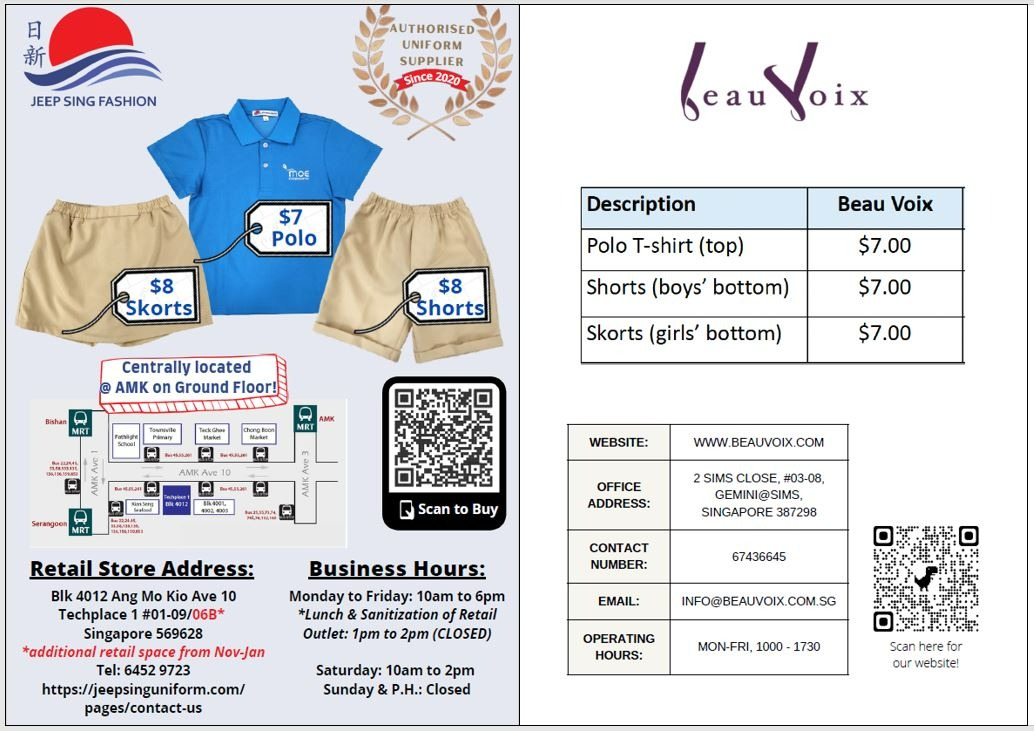 日
新
JEEP SING FASHION
AUTHORISED
UNIFORM
SUPPLIER
Since 2020
moe
$7
Polo
$8
Skorts
$8
Shorts
Centrally located
@ AMK on Ground Floor!
Bishan
MRT
MRT
AMK
Townsville
Primary
Teck Ghee
Market
Chong Boon
Market
School
AMK Ave 1
AMK Ave 10
AMK Ave 3
Seafood
Techplace 1
Blk 4012
Blk 4001,
4002, 4003
Serangoon
MRT
Scan to Buy
Retail Store Address:
Blk 4012 Ang Mo Kio Ave 10
Techplace 1 #01-09/06B*
Singapore 569628
*additional retail space from Nov-Jan
Tel: 6452 9723
https://jeepsinguniform.com/
pages/contact-us
Business Hours:
Monday to Friday: 10am to 6pm
*Lunch & Sanitization of Retail
Outlet: 1pm to 2pm (CLOSED)
Saturday: 10am to 2pm
Sunday & P.H.: Closed
Beau Voix
Description Beau Voix
Polo T-shirt (top) $7.00
Shorts (boys’ bottom) $7.00
Skorts (girls’ bottom) $7.00
WEBSITE: WWW.BEAUVOIX.COM
OFFICE
ADDRESS:
2 SIMS CLOSE, #03-08,
GEMINI@SIMS,
SINGAPORE 387298
CONTACT
NUMBER:
67436645
EMAIL: INFO@BEAUVOIX.COM.SG
OPERATING
HOURS:
MON-FRI, 1000 - 1730
Scan here for
our website!